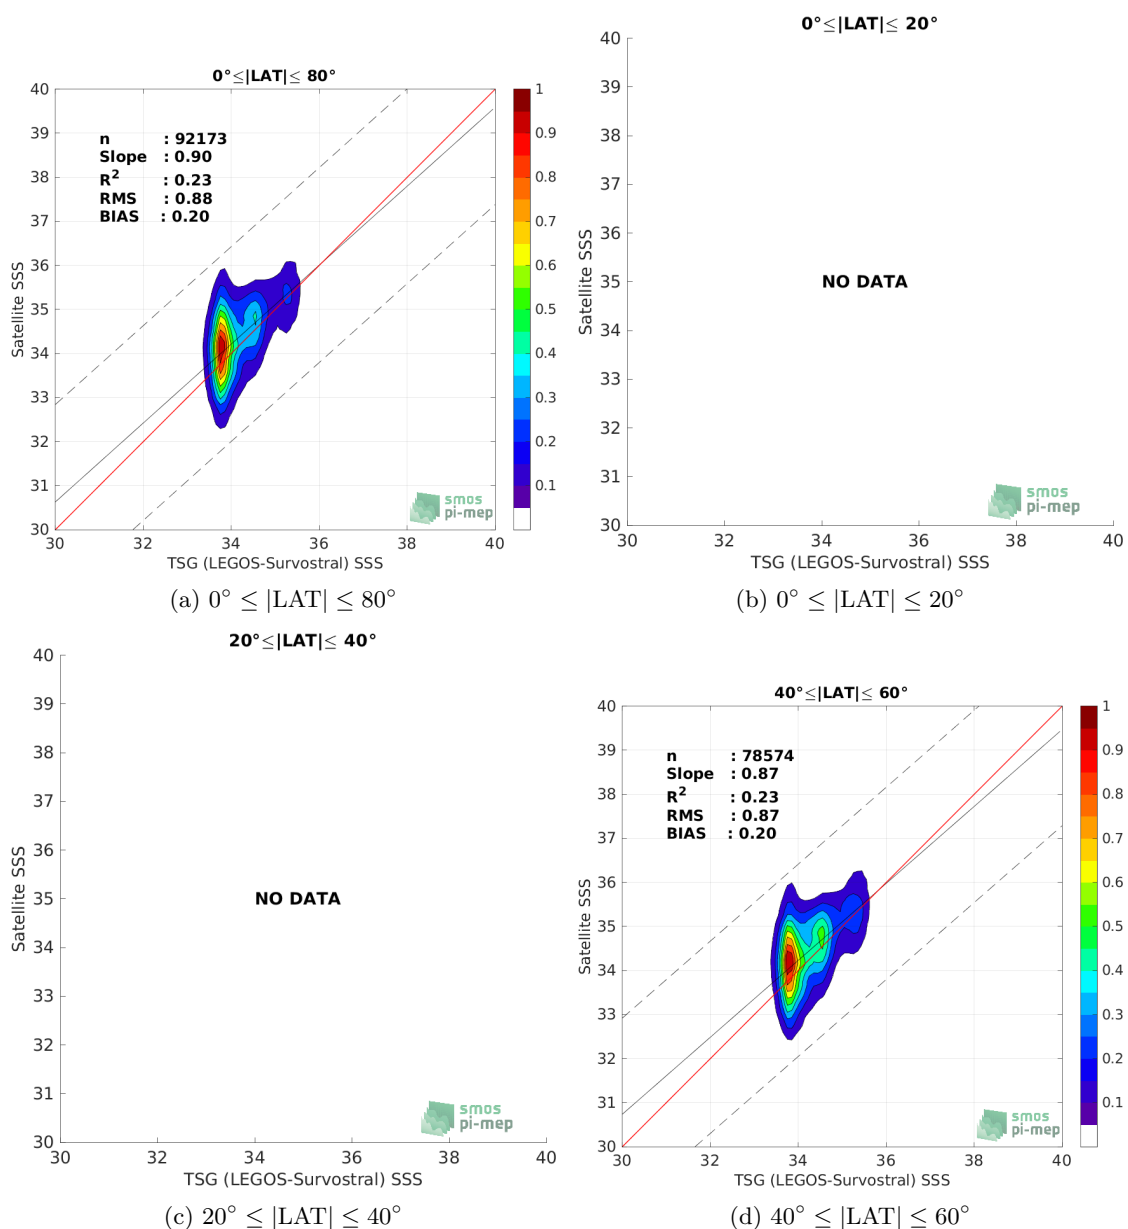 0°≤|LAT|≤ 80°
40
39
38
37
36
35
34
33
32
31
30
Satellite SSS
n : 92173
Slope : 0.90
R2 : 0.23
RMS : 0.88
BIAS : 0.20
smos
pi-mep
30 32 34 36 38 40
TSG (LEGOS-Survostral) SSS
1
0.9
0.8
0.7
0.6
0.5
0.4
0.3
0.2
0.1
(a) 0° ≤ |LAT| ≤ 80°
0°≤|LAT|≤ 20°
40
39
38
37
36
35
34
33
32
31
30
Satellite SSS
NO DATA
smos
pi-mep
30 32 34 36 38 40
TSG (LEGOS-Survostral) SSS
(b) 0° ≤ |LAT| ≤ 20°
20°≤|LAT|≤ 40°
40
39
38
37
36
35
34
33
32
31
30
Satellite SSS
NO DATA
smos
pi-mep
30 32 34 36 38 40
TSG (LEGOS-Survostral) SSS
(c) 20° ≤ |LAT| ≤ 40°
40°≤|LAT|≤ 60°
40
39
38
37
36
35
34
33
32
31
30
Satellite SSS
n : 78574
Slope : 0.87
R2 : 0.23
RMS : 0.87
BIAS : 0.20
smos
pi-mep
30 32 34 36 38 40
TSG (LEGOS-Survostral) SSS
1
0.9
0.8
0.7
0.6
0.5
0.4
0.3
0.2
0.1
(d) 40° ≤ |LAT| ≤ 60°